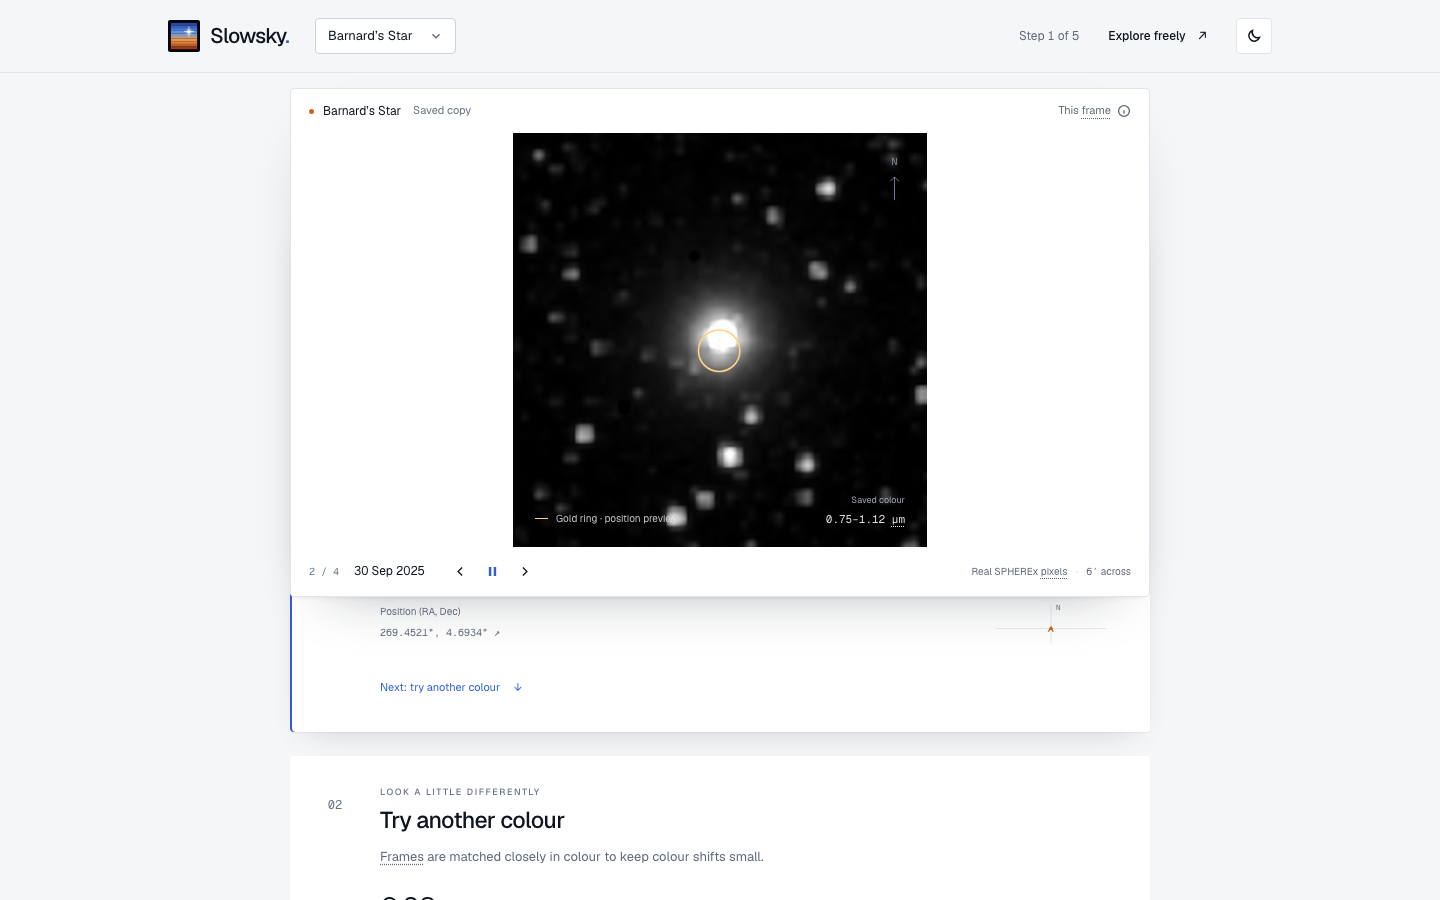 Slowsky.
Barnard's Star
Step 1 of 5
Explore freely
Barnard's Star
Saved copy
This frame
N
Saved colour
Gold ring · position preview
0.75–1.12 µm
2 / 4
30 Sep 2025
Real SPHEREx pixels · 6′ across
Position (RA, Dec)
N
269.4521°, 4.6934° ↗
Next: try another colour ↓
LOOK A LITTLE DIFFERENTLY
02
Try another colour
Frames are matched closely in colour to keep colour shifts small.